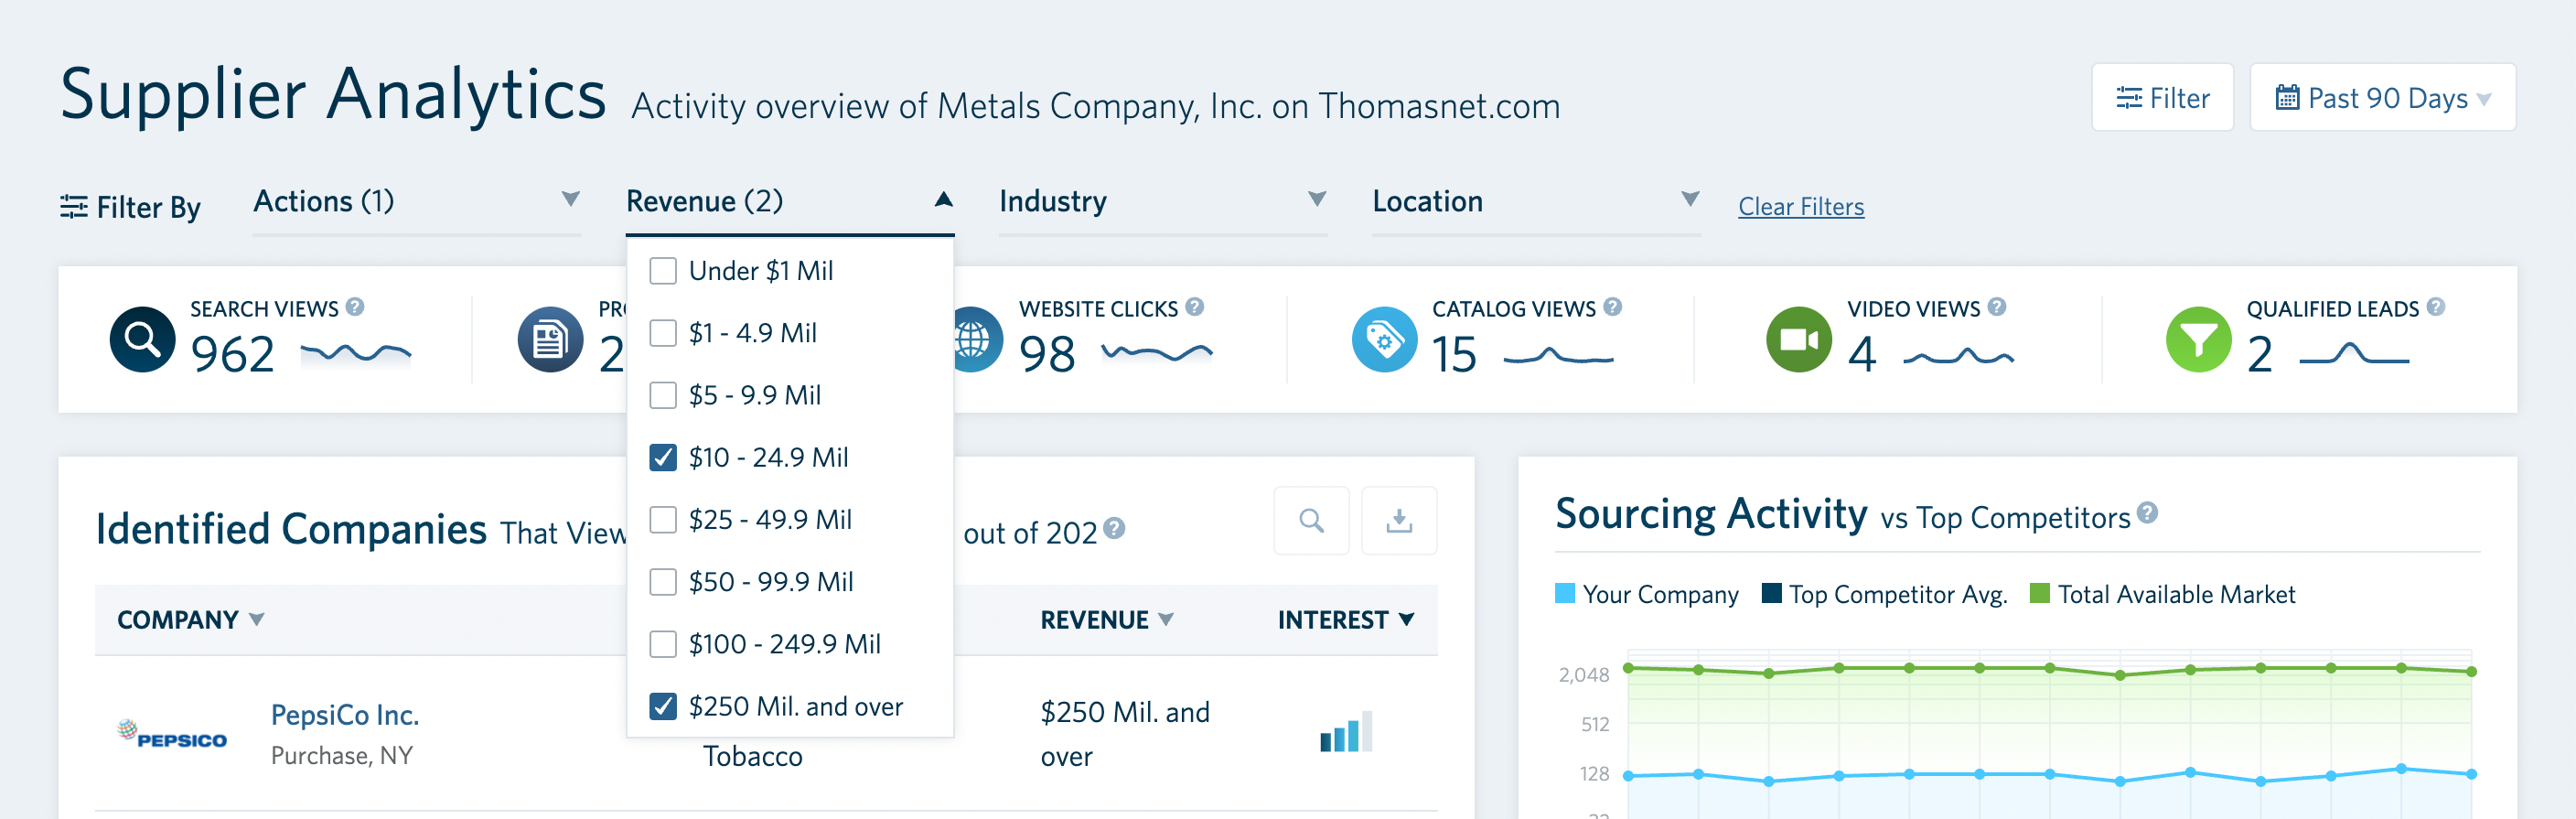 Supplier Analytics Activity overview of Metals Company, Inc. on Thomasnet.com
Filter
Past 90 Days
Filter By
Actions (1)
Revenue (2)
Industry
Location
Clear Filters
Under $1 Mil
$1 - 4.9 Mil
$5 - 9.9 Mil
$10 - 24.9 Mil
$25 - 49.9 Mil
$50 - 99.9 Mil
$100 - 249.9 Mil
$250 Mil. and over
SEARCH VIEWS ?
962
2
WEBSITE CLICKS ?
98
CATALOG VIEWS ?
15
VIDEO VIEWS ?
4
QUALIFIED LEADS ?
2
Identified Companies That View
out of 202 ?
COMPANY
REVENUE
INTEREST
PEPSICO
PepsiCo Inc.
Purchase, NY
Tobacco
$250 Mil. and
over
Sourcing Activity vs Top Competitors ?
Your Company
Top Competitor Avg.
Total Available Market
2,048
512
128